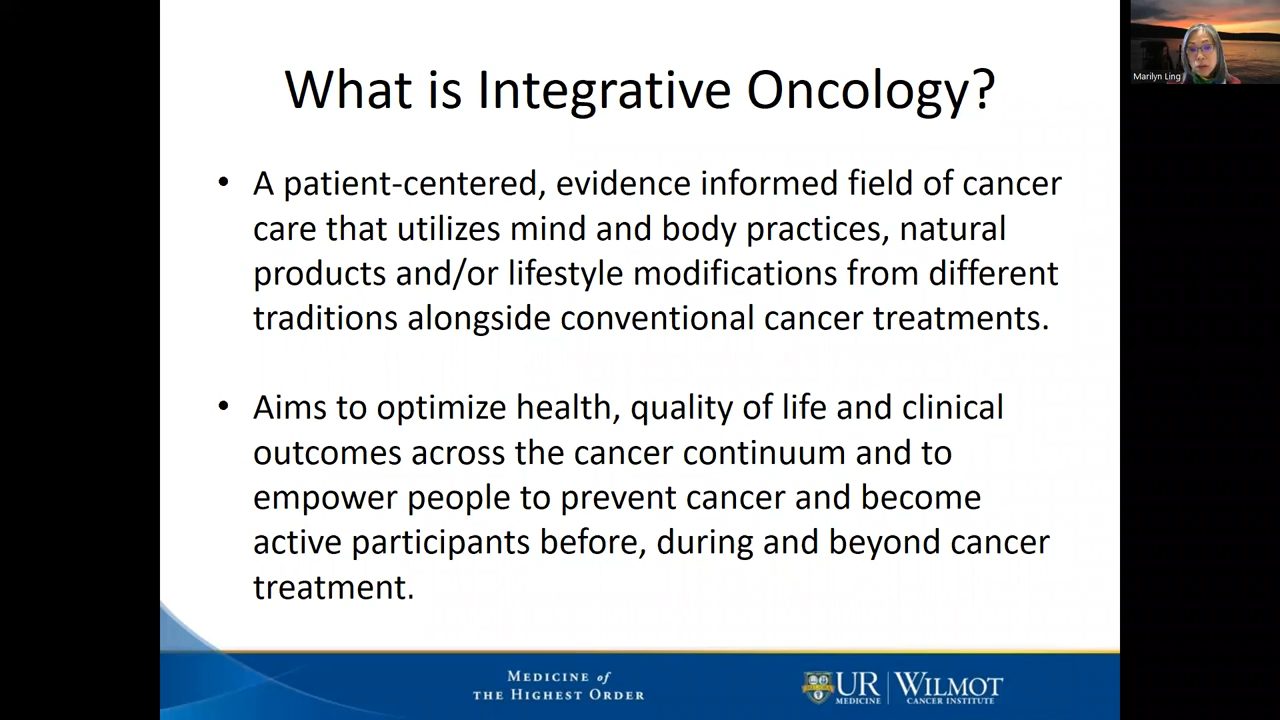 What is Integrative Oncology?
• A patient-centered, evidence informed field of cancer
care that utilizes mind and body practices, natural
products and/or lifestyle modifications from different
traditions alongside conventional cancer treatments.
• Aims to optimize health, quality of life and clinical
outcomes across the cancer continuum and to
empower people to prevent cancer and become
active participants before, during and beyond cancer
treatment.
MEDICINE of
THE HIGHEST ORDER
UR
MEDICINE
WILMOT
CANCER INSTITUTE
Marilyn Ling